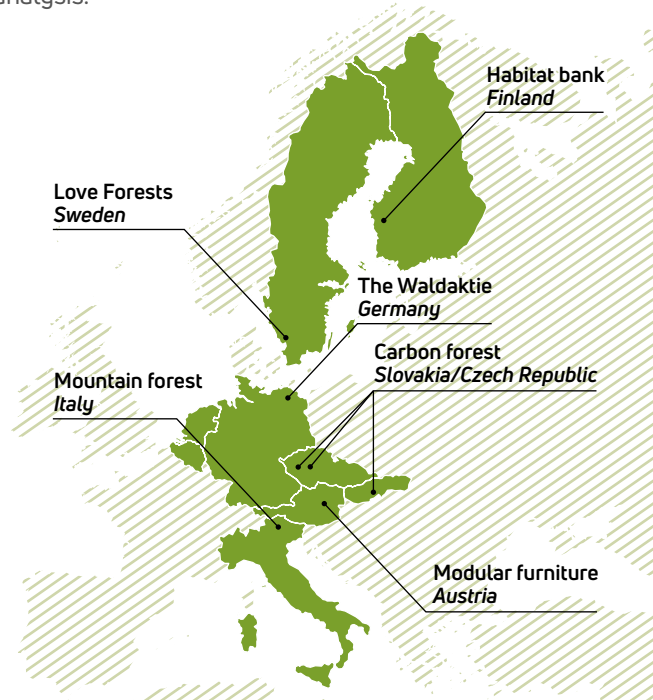 analysis.
Habitat bank
Finland
Love Forests
Sweden
The Waldaktie
Germany
Carbon forest
Slovakia/Czech Republic
Mountain forest
Italy
Modular furniture
Austria